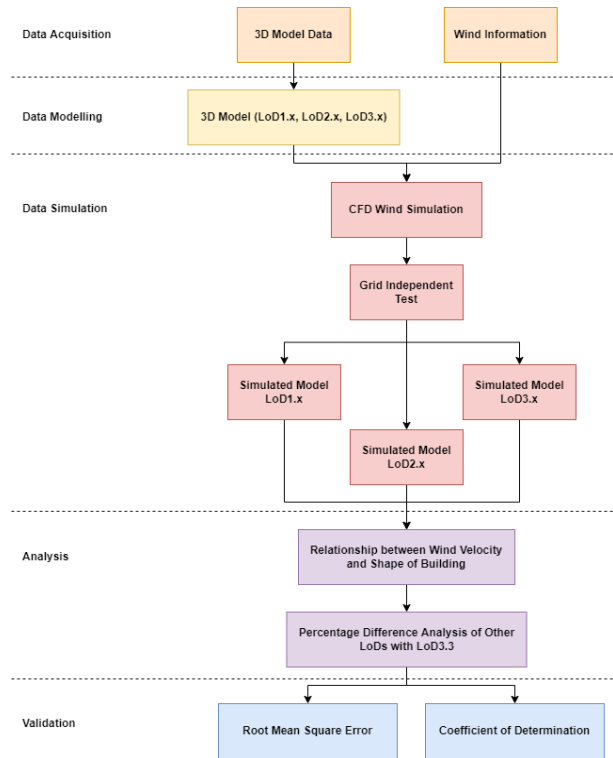 Data Acquisition
3D Model Data
Wind Information
Data Modelling
3D Model (LoD1.x, LoD2.x, LoD3.x)
Data Simulation
CFD Wind Simulation
Grid Independent
Test
Simulated Model
LoD1.x
Simulated Model
LoD3.x
Simulated Model
LoD2.x
Analysis
Relationship between Wind Velocity
and Shape of Building
Percentage Difference Analysis of Other
LoDs with LoD3.3
Validation
Root Mean Square Error
Coefficient of Determination